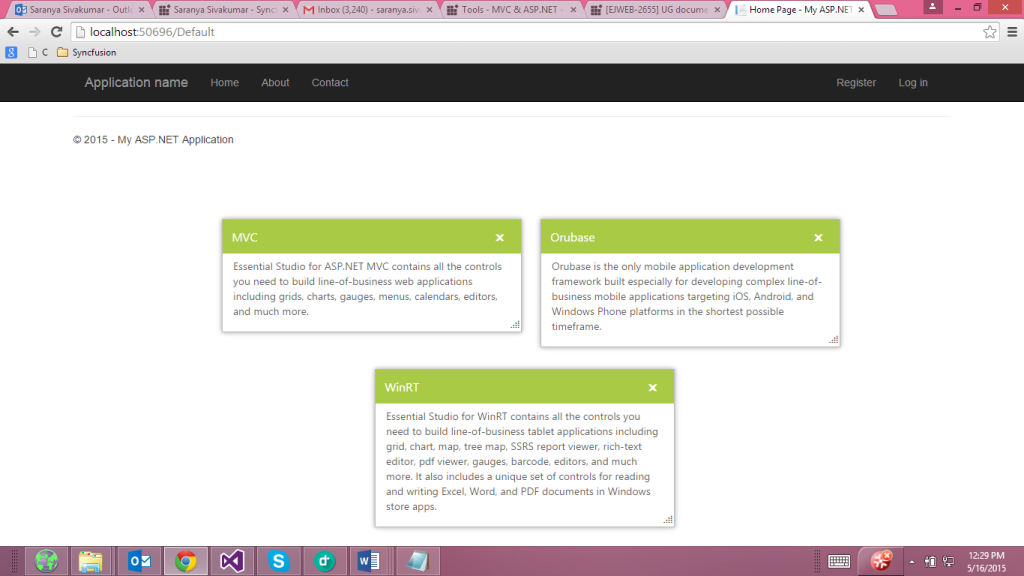 Saranya Sivakumar - Outl
Saranya Sivakumar - Sync
Inbox (3,240) - saranya.siv
Tools - MVC & ASP.NET -
[EJWEB-2655] UG docume
Home Page - My ASP.NET
localhost:50696/Default
C
Syncfusion
Application name
Home
About
Contact
Register
Log in
© 2015 - My ASP.NET Application
MVC
Essential Studio for ASP.NET MVC contains all the controls
you need to build line-of-business web applications
including grids, charts, gauges, menus, calendars, editors,
and much more.
Orubase
Orubase is the only mobile application development
framework built especially for developing complex line-of-
business mobile applications targeting iOS, Android, and
Windows Phone platforms in the shortest possible
timeframe.
WinRT
Essential Studio for WinRT contains all the controls you
need to build line-of-business tablet applications including
grid, chart, map, tree map, SSRS report viewer, rich-text
editor, pdf viewer, gauges, barcode, editors, and much
more. It also includes a unique set of controls for reading
and writing Excel, Word, and PDF documents in Windows
store apps.
12:29 PM
5/16/2015